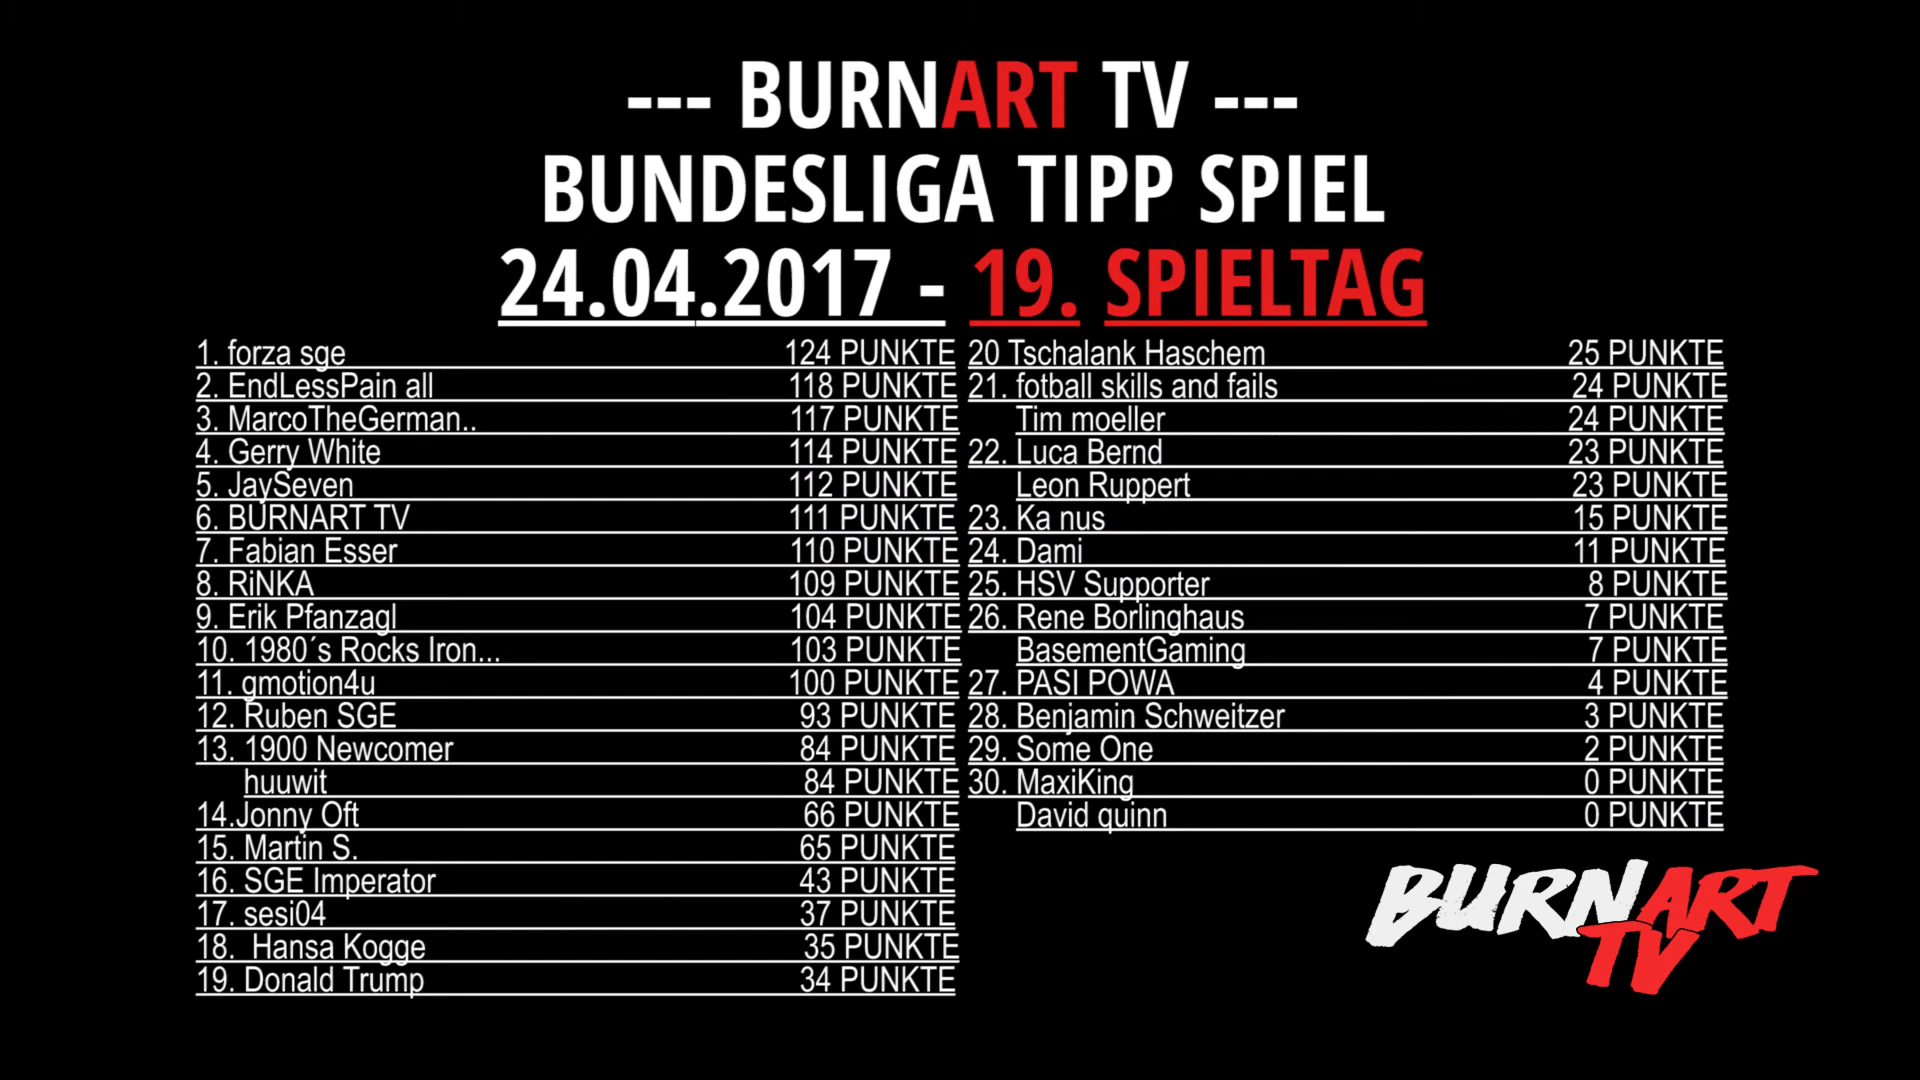 --- BURNART TV ---
BUNDESLIGA TIPP SPIEL
24.04.2017 - 19. SPIELTAG
1. forza sge 124 PUNKTE
2. EndLessPain all 118 PUNKTE
3. MarcoTheGerman.. 117 PUNKTE
4. Gerry White 114 PUNKTE
5. JaySeven 112 PUNKTE
6. BURNART TV 111 PUNKTE
7. Fabian Esser 110 PUNKTE
8. RiNKA 109 PUNKTE
9. Erik Pfanzagl 104 PUNKTE
10. 1980´s Rocks Iron... 103 PUNKTE
11. gmotion4u 100 PUNKTE
12. Ruben SGE 93 PUNKTE
13. 1900 Newcomer 84 PUNKTE
huuwit 84 PUNKTE
14.Jonny Oft 66 PUNKTE
15. Martin S. 65 PUNKTE
16. SGE Imperator 43 PUNKTE
17. sesi04 37 PUNKTE
18. Hansa Kogge 35 PUNKTE
19. Donald Trump 34 PUNKTE
20 Tschalank Haschem 25 PUNKTE
21. fotball skills and fails 24 PUNKTE
Tim moeller 24 PUNKTE
22. Luca Bernd 23 PUNKTE
Leon Ruppert 23 PUNKTE
23. Ka nus 15 PUNKTE
24. Dami 11 PUNKTE
25. HSV Supporter 8 PUNKTE
26. Rene Borlinghaus 7 PUNKTE
BasementGaming 7 PUNKTE
27. PASI POWA 4 PUNKTE
28. Benjamin Schweitzer 3 PUNKTE
29. Some One 2 PUNKTE
30. MaxiKing 0 PUNKTE
David quinn 0 PUNKTE
BURNART
TV